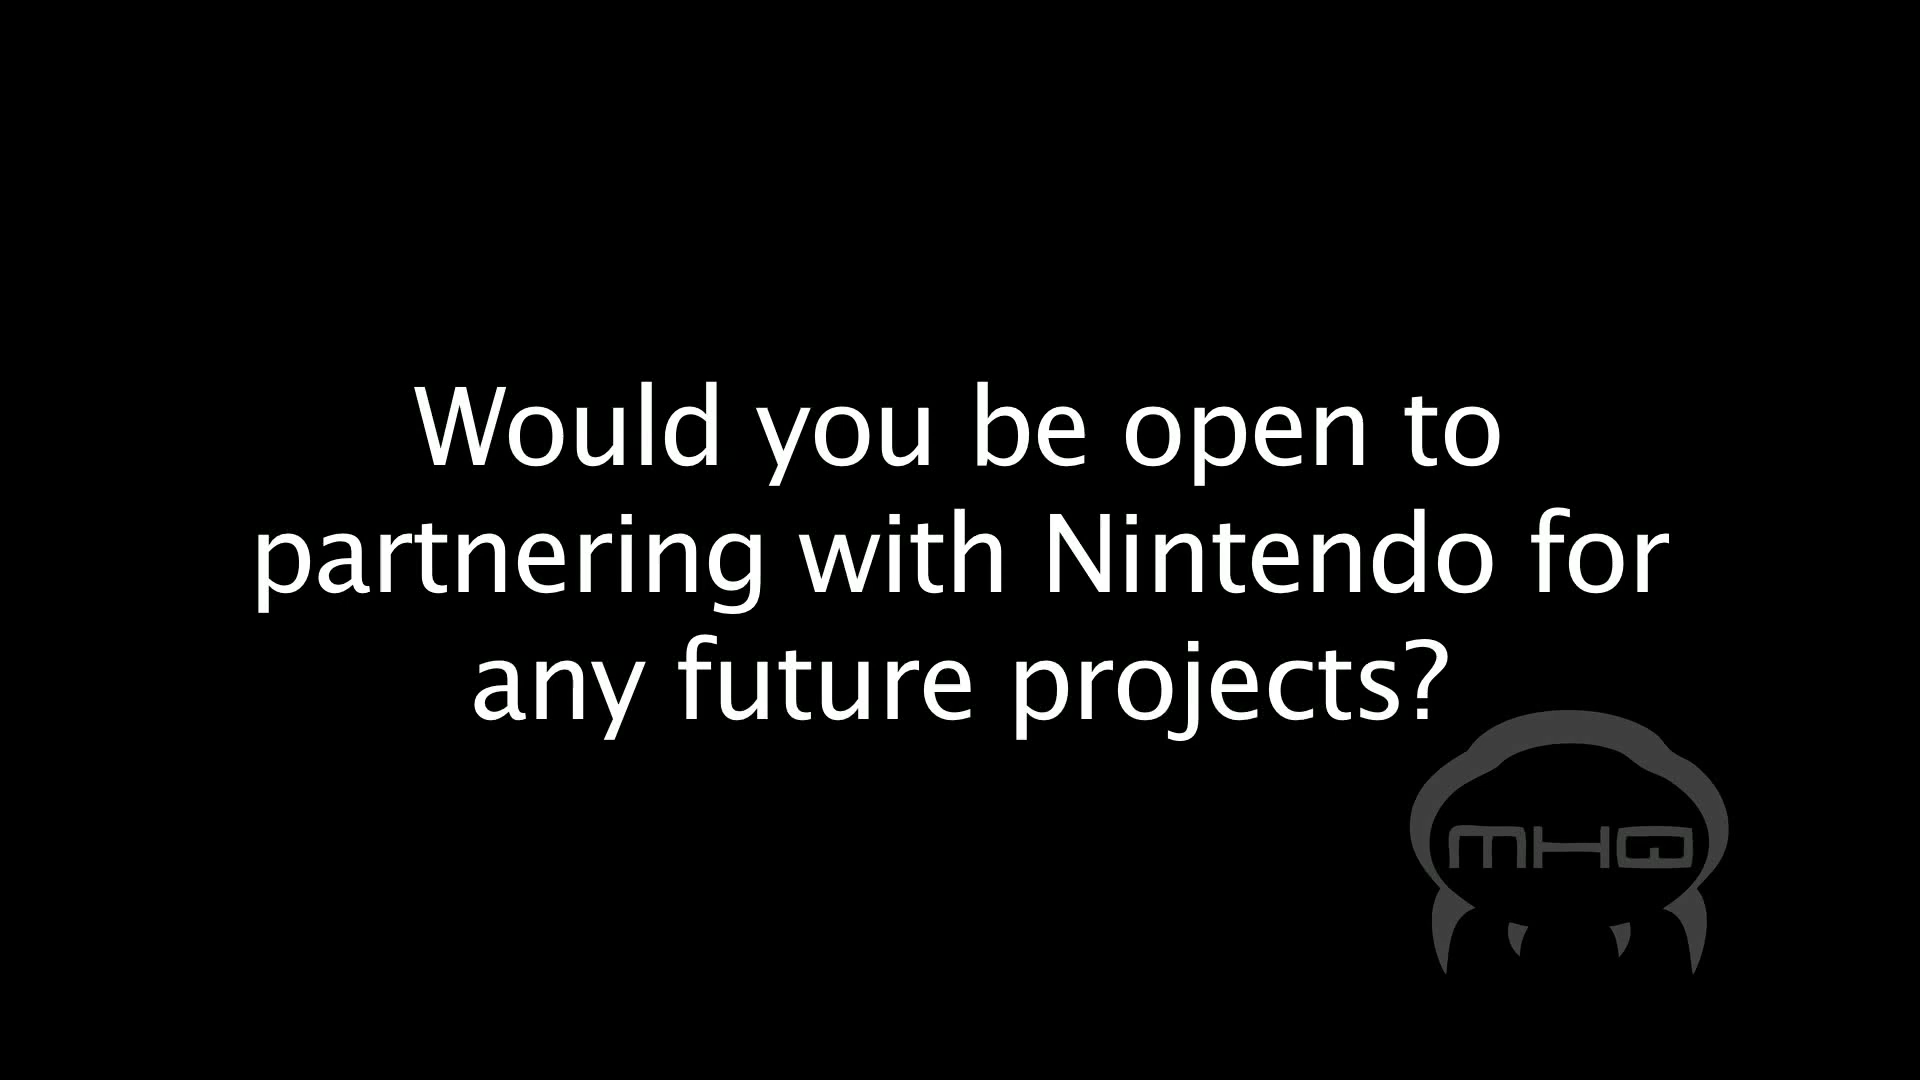 Would you be open to
partnering with Nintendo for
any future projects?
MHQ